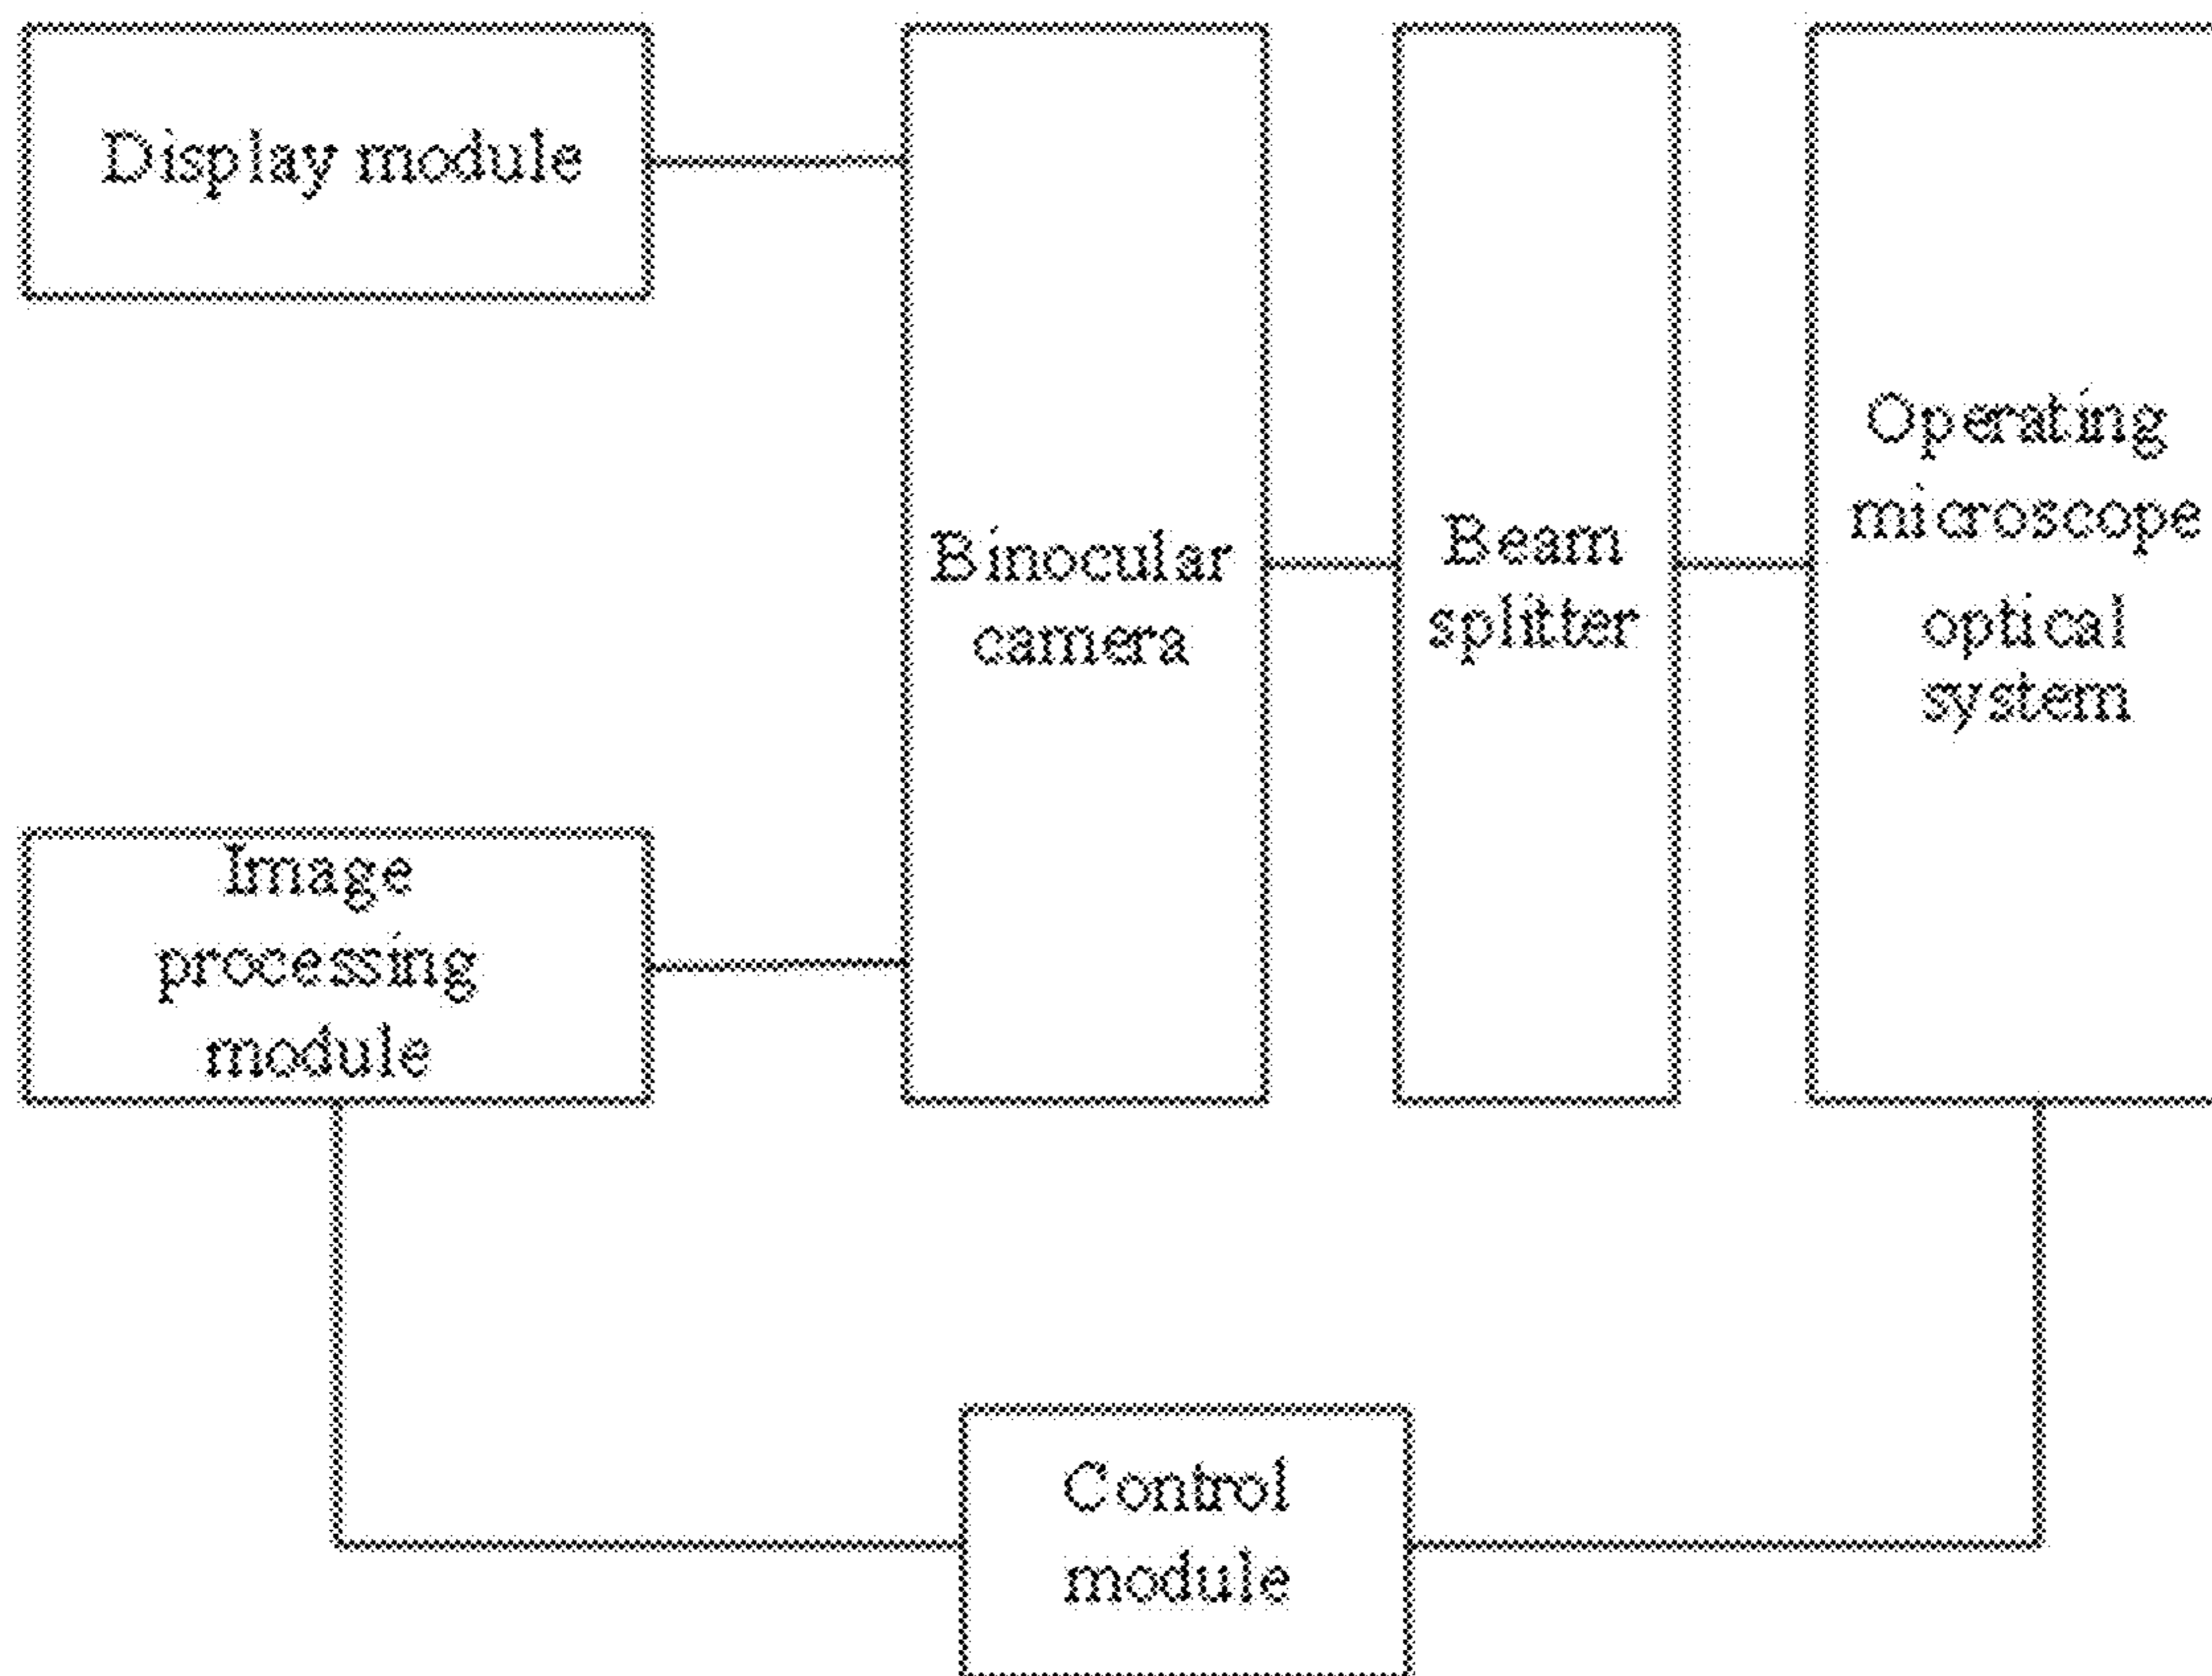 Display module
Binocular
camera
Beam
splitter
Operating
microscope
optical
system
Image
processing
module
Control
module